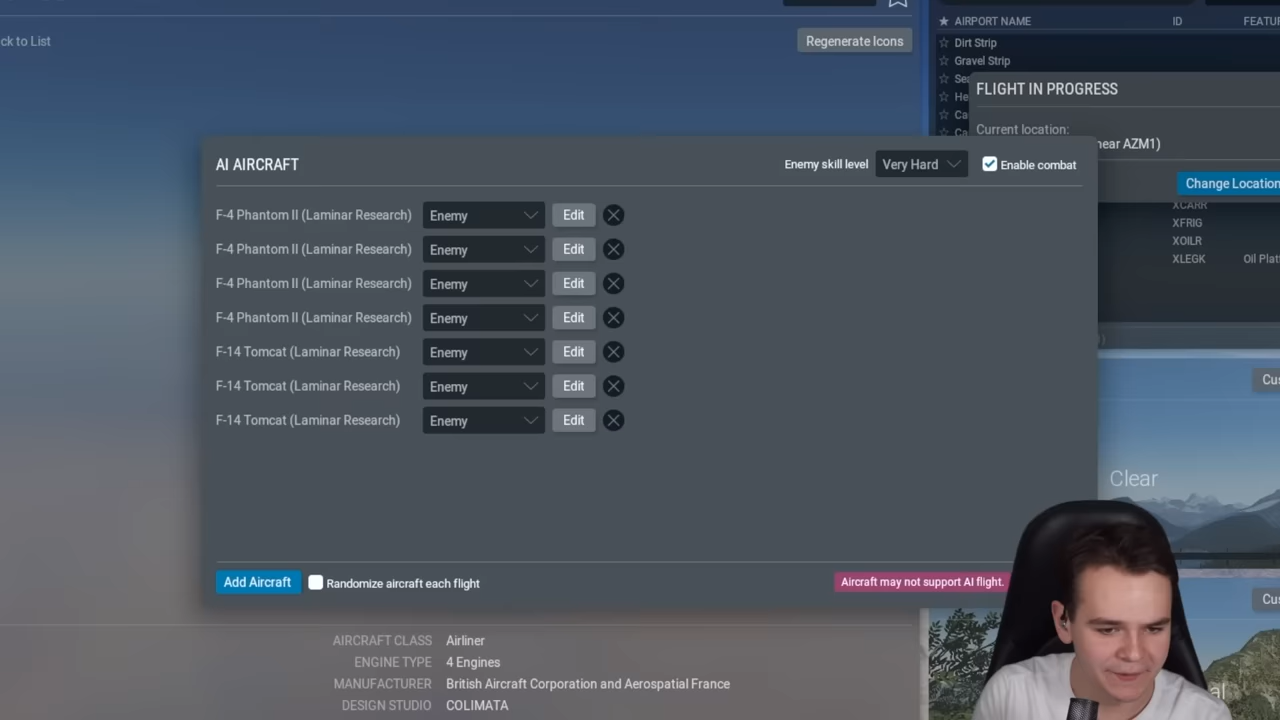 ck to List
Regenerate Icons
★ AIRPORT NAME ID FEATU
Dirt Strip
Gravel Strip
FLIGHT IN PROGRESS
Current location:
near AZM1)
Change Location
XCARR
XFRIG
XOILR
XLEGK Oil Plat
AI AIRCRAFT
Enemy skill level Very Hard Enable combat
F-4 Phantom II (Laminar Research) Enemy Edit
F-4 Phantom II (Laminar Research) Enemy Edit
F-4 Phantom II (Laminar Research) Enemy Edit
F-4 Phantom II (Laminar Research) Enemy Edit
F-14 Tomcat (Laminar Research) Enemy Edit
F-14 Tomcat (Laminar Research) Enemy Edit
F-14 Tomcat (Laminar Research) Enemy Edit
Cus
Clear
Add Aircraft Randomize aircraft each flight Aircraft may not support AI flight.
Cus
AIRCRAFT CLASS Airliner
ENGINE TYPE 4 Engines
MANUFACTURER British Aircraft Corporation and Aerospatial France
DESIGN STUDIO COLIMATA